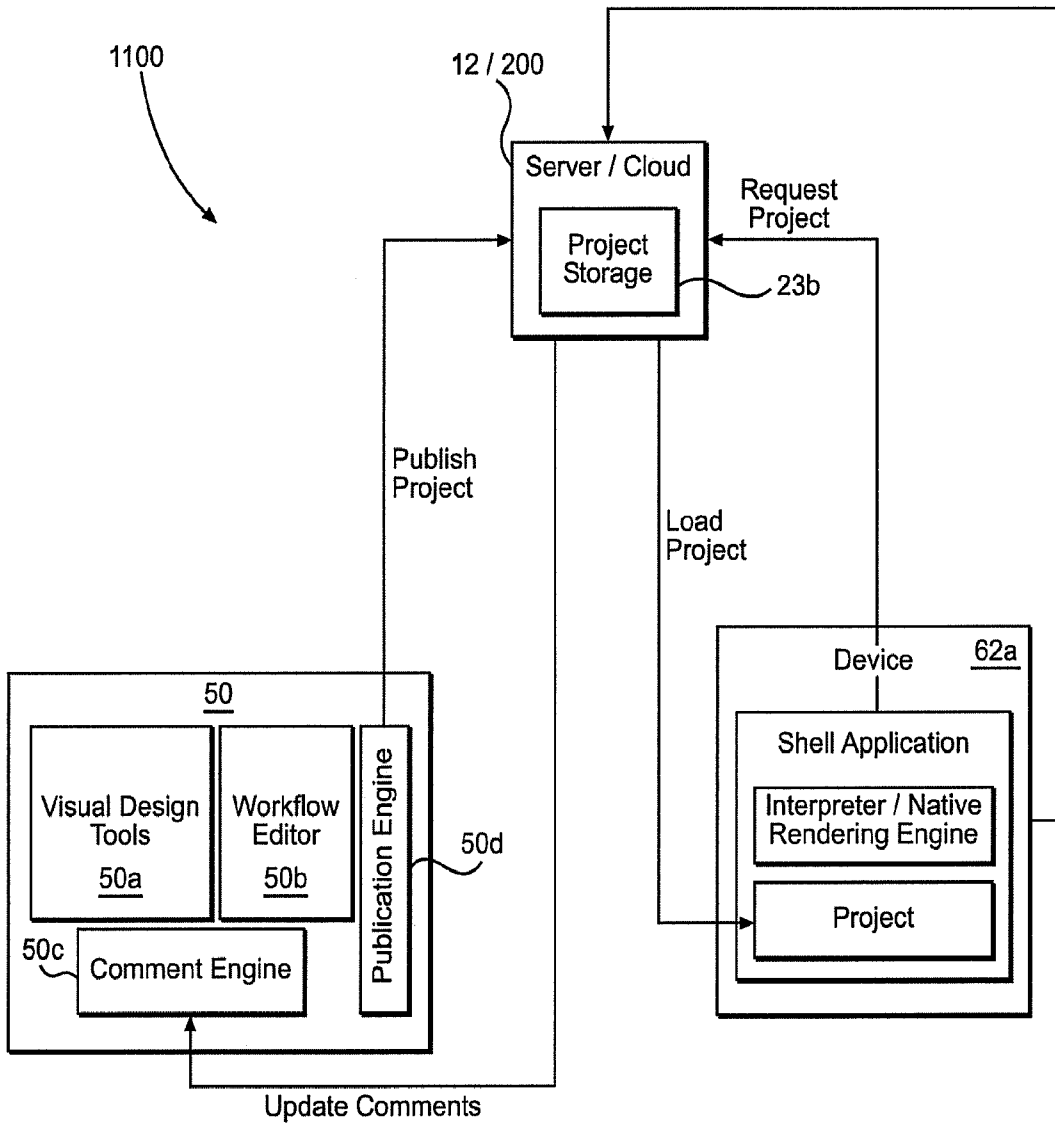 1100
12 / 200
Server / Cloud
Project
Storage
23b
Request
Project
Publish
Project
Load
Project
50
Visual Design
Tools
50a
Workflow
Editor
50b
Publication Engine
50d
50c
Comment Engine
Update Comments
Device
62a
Shell Application
Interpreter / Native
Rendering Engine
Project